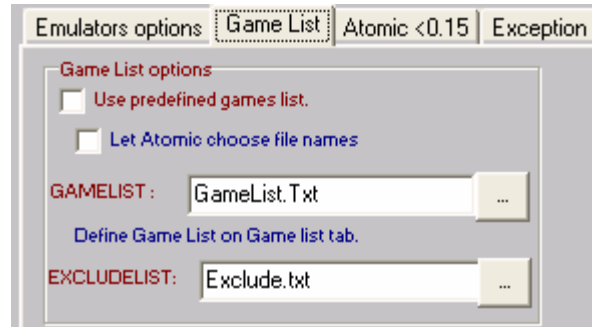 Emulators options Game List Atomic <0.15 Exception
Game List options
Use predefined games list.
Let Atomic choose file names
GAMELIST : GameList.Txt ...
Define Game List on Game list tab.
EXCLUDELIST: Exclude.txt ...